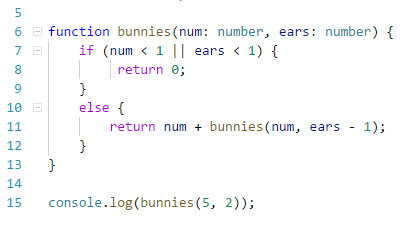 5
6 function bunnies(num: number, ears: number) {
7     if (num < 1 || ears < 1) {
8         return 0;
9     }
10     else {
11         return num + bunnies(num, ears - 1);
12     }
13 }
14
15 console.log(bunnies(5, 2));